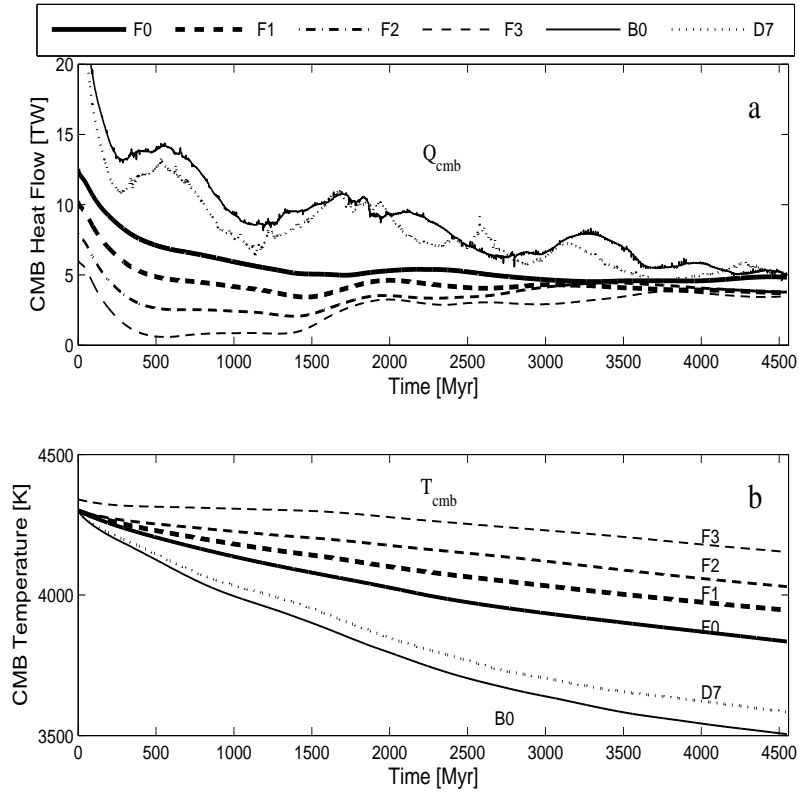 F0 F1 F2 F3 B0 D7
20
15
10
5
0
CMB Heat Flow [TW]
a
Q_cmb
0 500 1000 1500 2000 2500 3000 3500 4000 4500
Time [Myr]
4500
4000
3500
CMB Temperature [K]
b
T_cmb
F3
F2
F1
F0
D7
B0
0 500 1000 1500 2000 2500 3000 3500 4000 4500
Time [Myr]